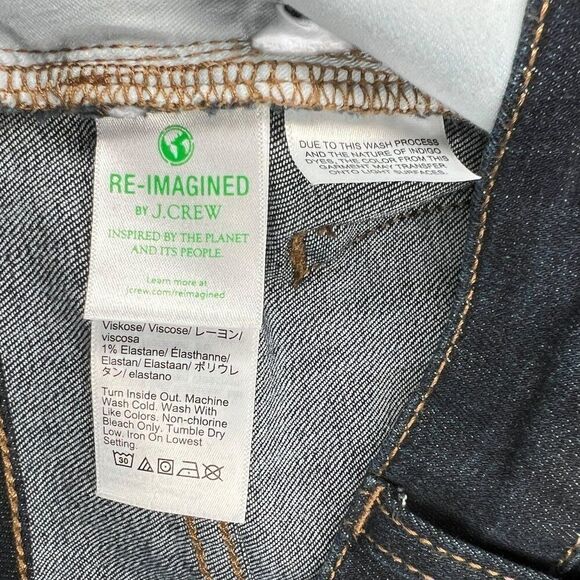 RE-IMAGINED
BY J.CREW
INSPIRED BY THE PLANET
AND ITS PEOPLE.
Learn more at
jcrew.com/reimagined
Viskose/ Viscose/ レーヨン/
viscosa
1% Elastane/ Élasthanne/
Elastan/ Elastaan/ ポリウレ
タン/ elastano
Turn Inside Out. Machine
Wash Cold. Wash With
Like Colors. Non-chlorine
Bleach Only. Tumble Dry
Low. Iron On Lowest
Setting.
30
DUE TO THIS WASH PROCESS
AND THE NATURE OF INDIGO
DYES, THE COLOR FROM THIS
GARMENT MAY TRANSFER
ONTO LIGHT SURFACES.